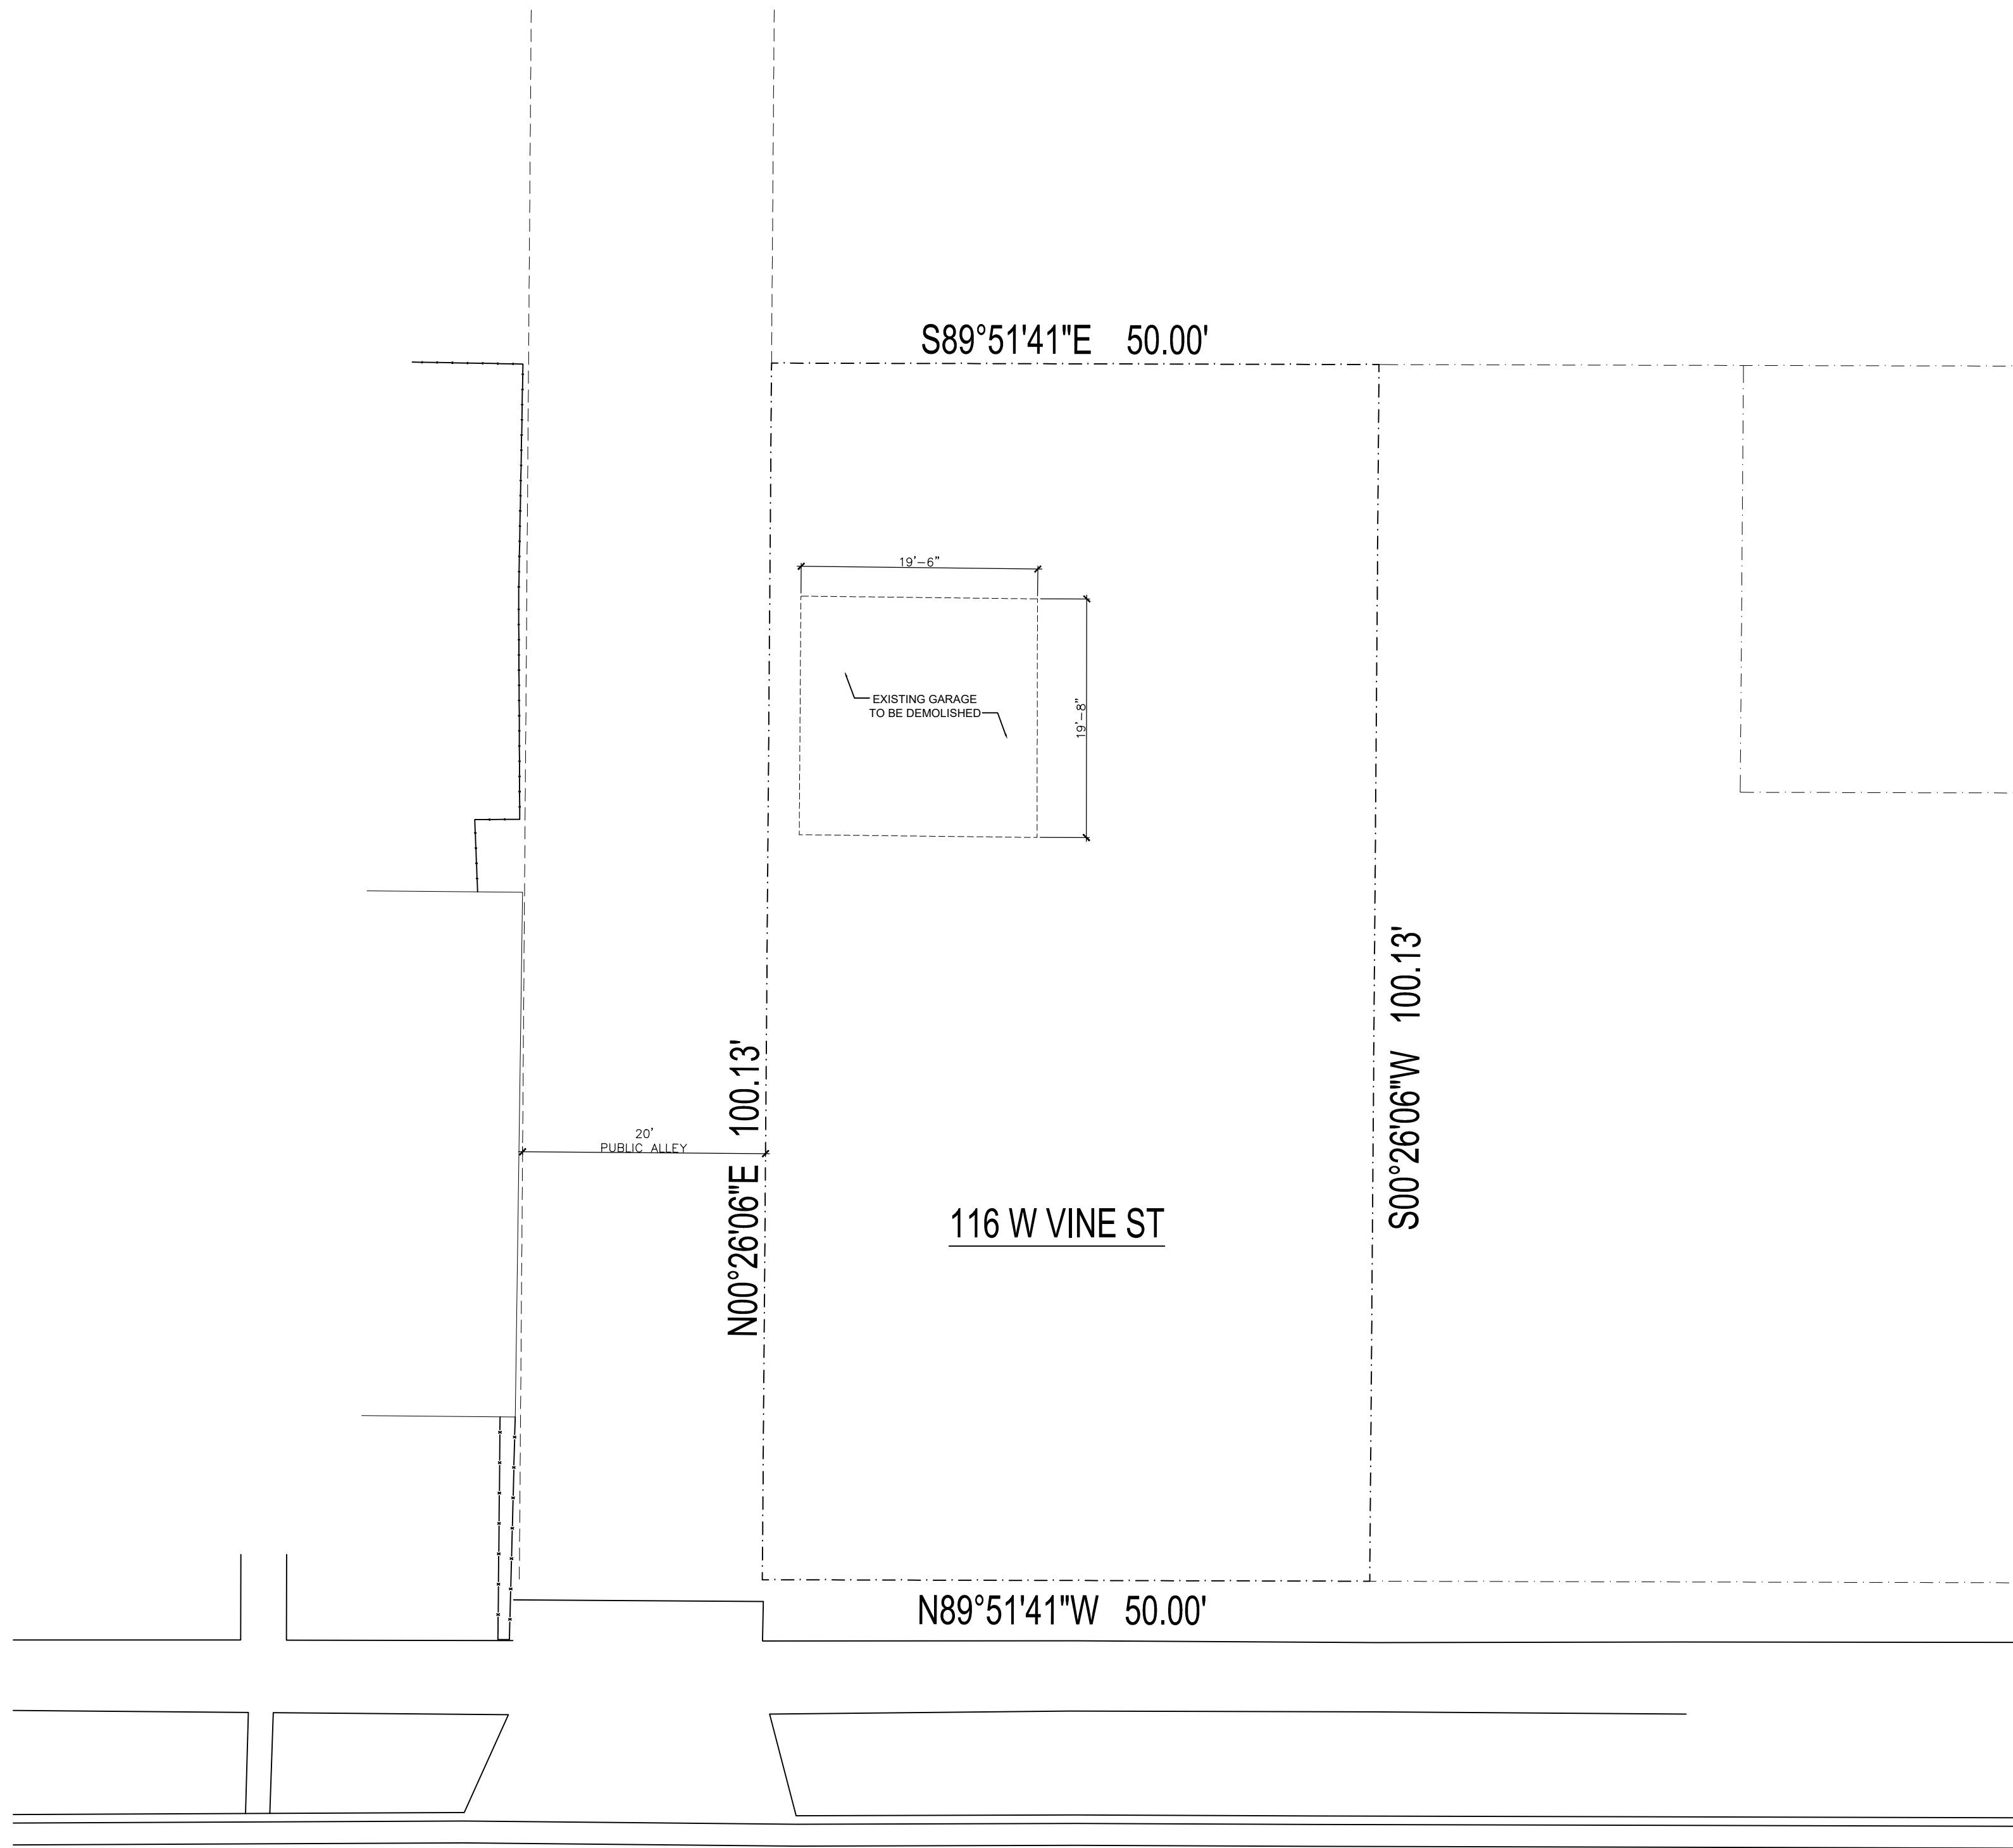 S89°51'41"E 50.00'
19'-6"
EXISTING GARAGE
TO BE DEMOLISHED
19'-8"
N00°26'06"E 100.13'
S00°26'06"W 100.13'
20'
PUBLIC ALLEY
116 W VINE ST
N89°51'41"W 50.00'